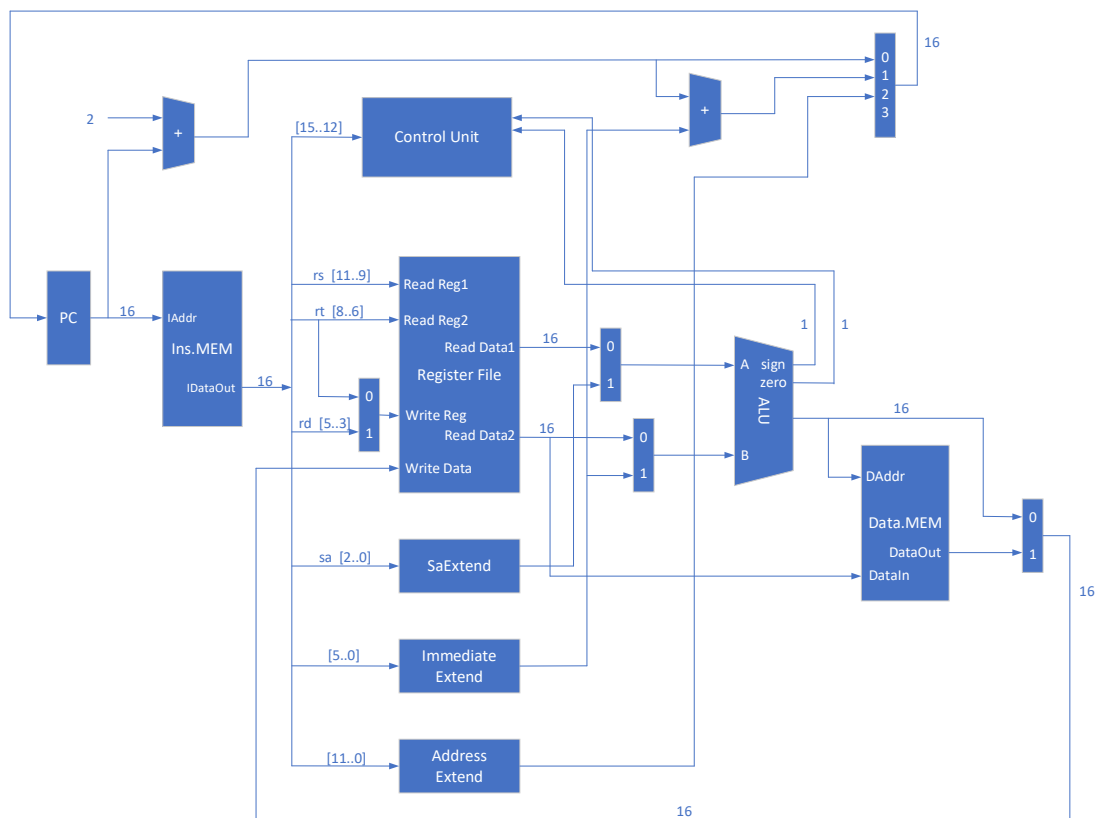 16
0
1
2
3
+
2
+
[15..12]
Control Unit
rs [11..9]
Read Reg1
PC
16
IAddr
rt [8..6]
Read Reg2
1
1
Ins.MEM
Read Data1
16
0
A
sign
zero
Register File
1
IDataOut
16
0
ALU
Write Reg
16
rd [5..3]
1
Read Data2
16
0
B
Write Data
1
DAddr
Data.MEM
0
sa [2..0]
SaExtend
DataOut
1
DataIn
16
[5..0]
Immediate
Extend
[11..0]
Address
Extend
16